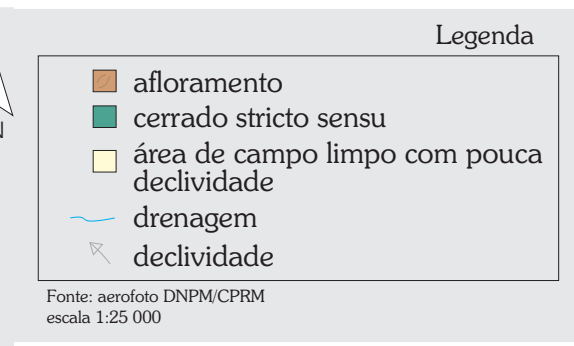 Legenda
N
afloramento
cerrado stricto sensu
área de campo limpo com pouca
declividade
drenagem
declividade
Fonte: aerofoto DNPM/CPRM
escala 1:25 000